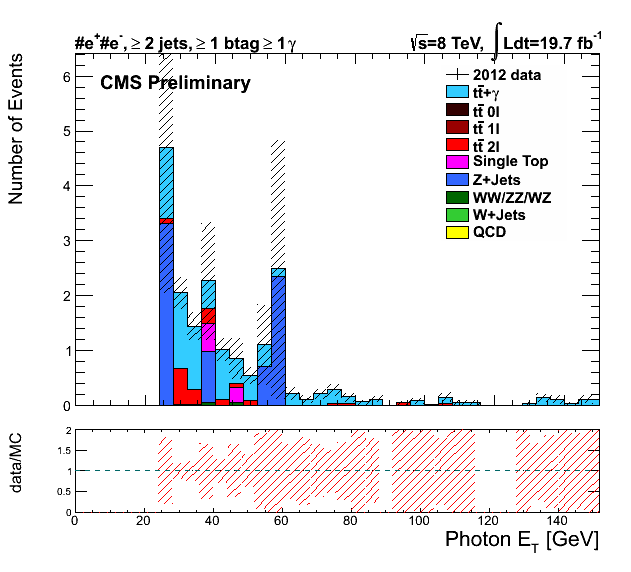 #e⁺#e⁻, ≥ 2 jets, ≥ 1 btag ≥ 1 γ
√s=8 TeV, ∫ Ldt=19.7 fb⁻¹
CMS Preliminary
2012 data
tt̄+γ
tt̄ 0l
tt̄ 1l
tt̄ 2l
Single Top
Z+Jets
WW/ZZ/WZ
W+Jets
QCD
Number of Events
6
5
4
3
2
1
0
data/MC
2
1.5
1
0.5
0
0 20 40 60 80 100 120 140
Photon E_T [GeV]